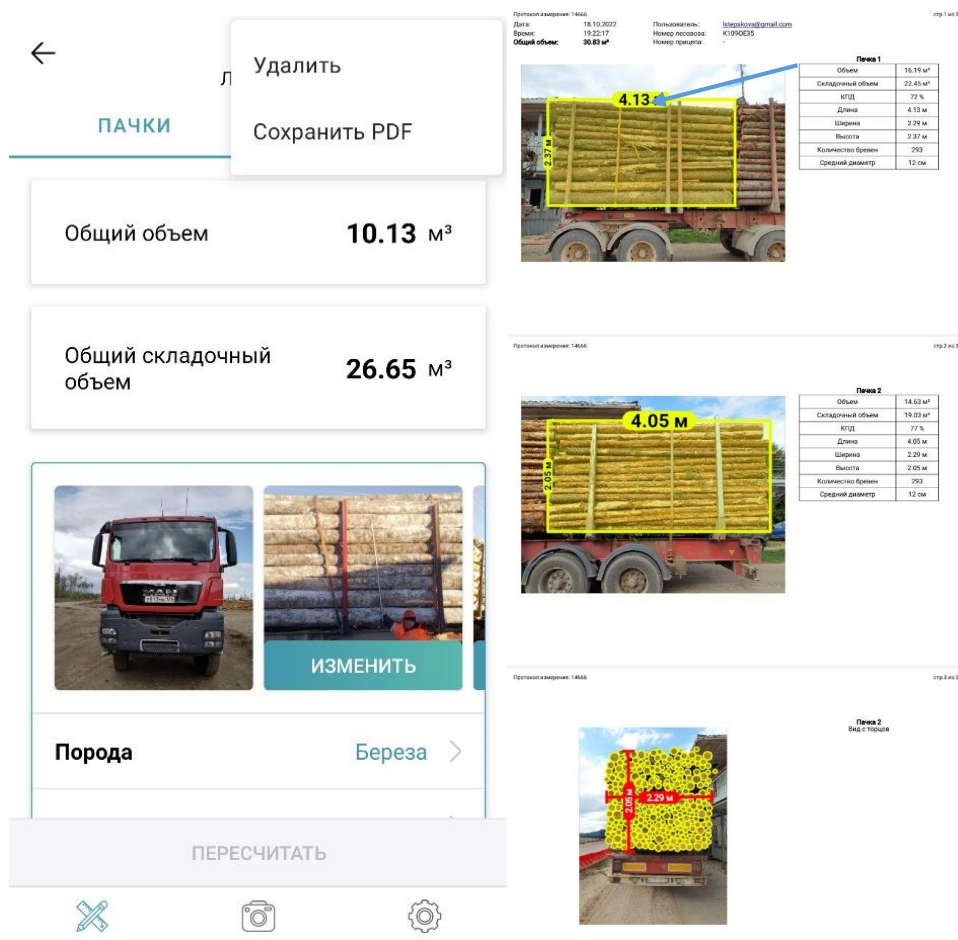 Удалить
Сохранить PDF
Л
ПАЧКИ
Общий объем 10.13 м³
Общий складочный
объем 26.65 м³
MAN
ИЗМЕНИТЬ
Порода Береза
ПЕРЕСЧИТАТЬ
Протокол измерения: 14666 стр.1 из 3
Дата: 18.10.2022 Пользователь: lstepakova@gmail.com
Время: 19:22:17 Номер лесовоза: К109ОЕ35
Общий объем: 30.83 м³ Номер прицепа: -
Пачка 1
Объем 16.19 м³
Складочный объем 22.45 м³
КПД 72 %
Длина 4.13 м
Ширина 2.29 м
Высота 2.37 м
Количество бревен 293
Средний диаметр 12 см
4.13
2.37 м
Протокол измерения: 14666 стр.2 из 3
Пачка 2
Объем 14.63 м³
Складочный объем 19.03 м³
КПД 77 %
Длина 4.05 м
Ширина 2.29 м
Высота 2.05 м
Количество бревен 293
Средний диаметр 12 см
4.05 м
2.05 м
Протокол измерения: 14666 стр.3 из 3
Пачка 2
Вид с торцов
2.05 м
2.29 м